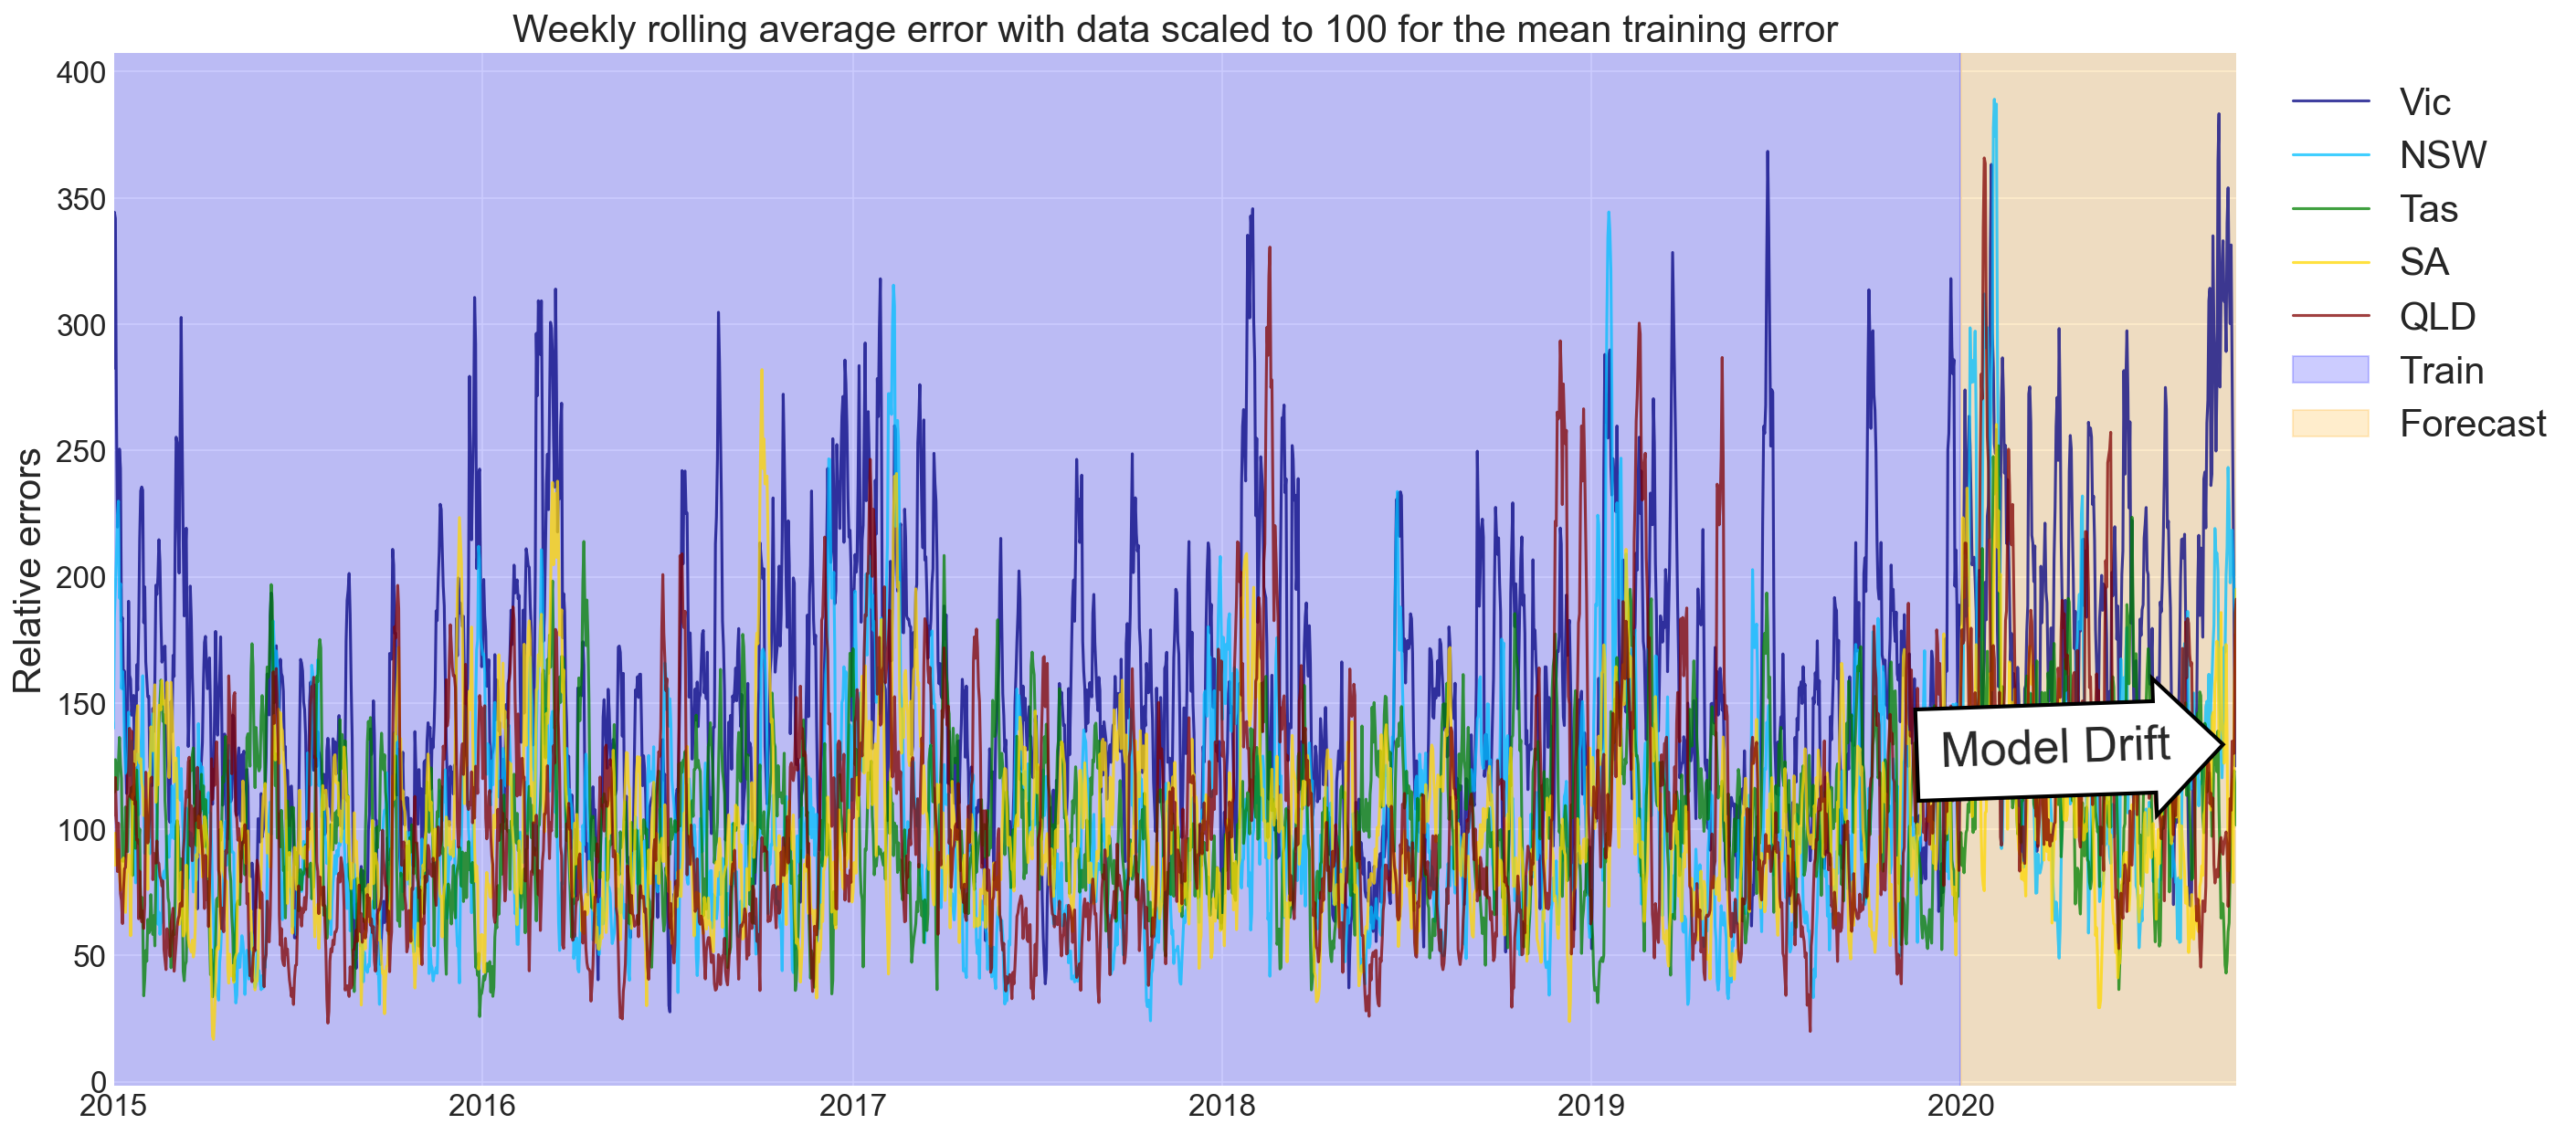 Weekly rolling average error with data scaled to 100 for the mean training error
Relative errors
400
350
300
250
200
150
100
50
0
2015
2016
2017
2018
2019
2020
Model Drift
Vic
NSW
Tas
SA
QLD
Train
Forecast